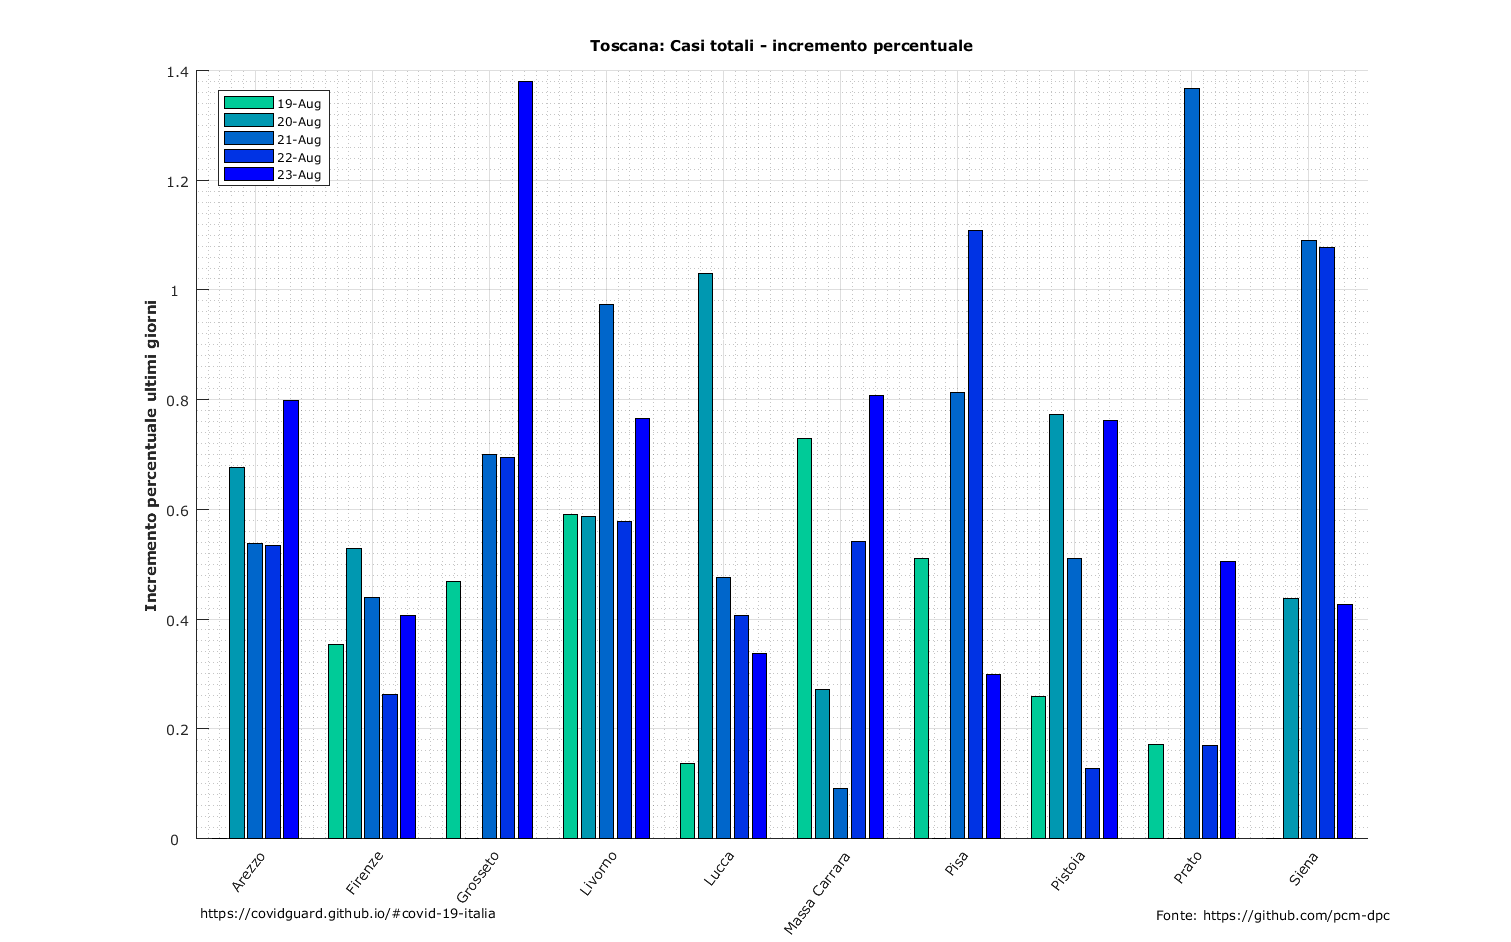 Toscana: Casi totali - incremento percentuale
Incremento percentuale ultimi giorni
1.4
1.2
1
0.8
0.6
0.4
0.2
0
19-Aug
20-Aug
21-Aug
22-Aug
23-Aug
Arezzo
Firenze
Grosseto
Livorno
Lucca
Massa Carrara
Pisa
Pistoia
Prato
Siena
https://covidguard.github.io/#covid-19-italia
Fonte: https://github.com/pcm-dpc